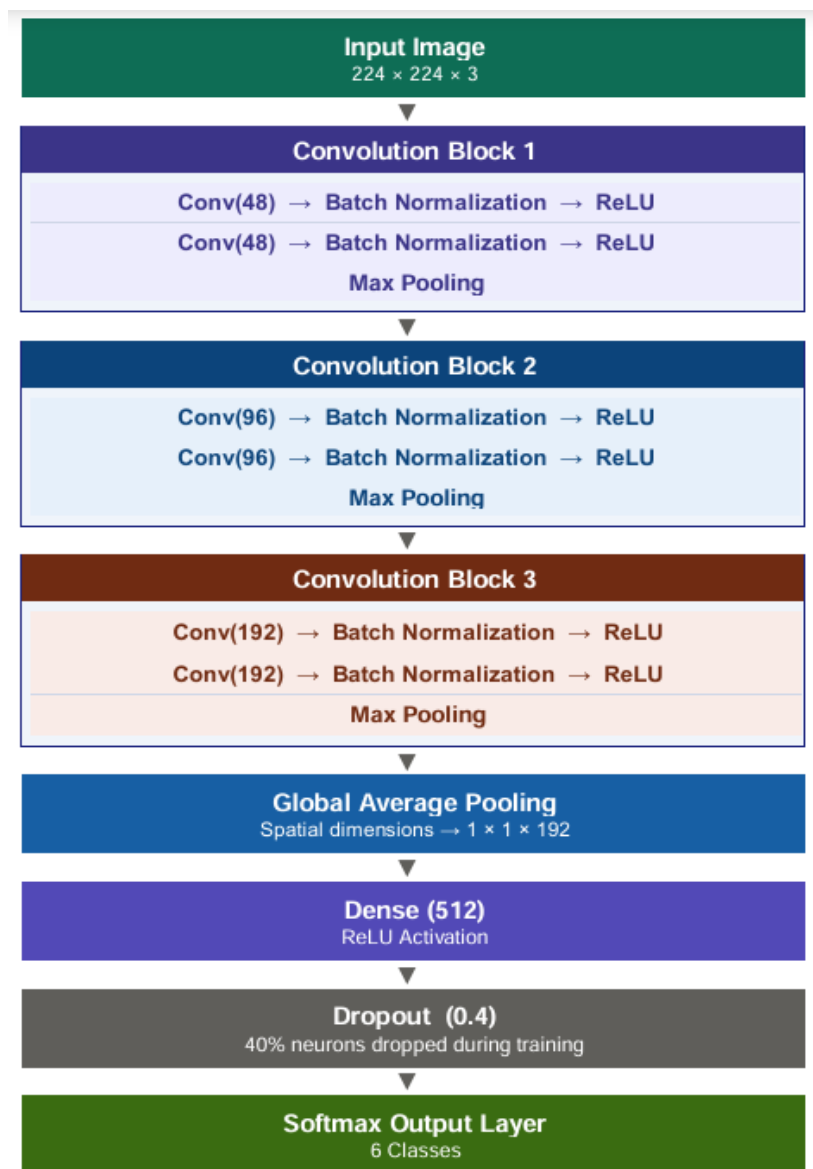 Input Image
224 × 224 × 3
Convolution Block 1
Conv(48) → Batch Normalization → ReLU
Conv(48) → Batch Normalization → ReLU
Max Pooling
Convolution Block 2
Conv(96) → Batch Normalization → ReLU
Conv(96) → Batch Normalization → ReLU
Max Pooling
Convolution Block 3
Conv(192) → Batch Normalization → ReLU
Conv(192) → Batch Normalization → ReLU
Max Pooling
Global Average Pooling
Spatial dimensions → 1 × 1 × 192
Dense (512)
ReLU Activation
Dropout (0.4)
40% neurons dropped during training
Softmax Output Layer
6 Classes